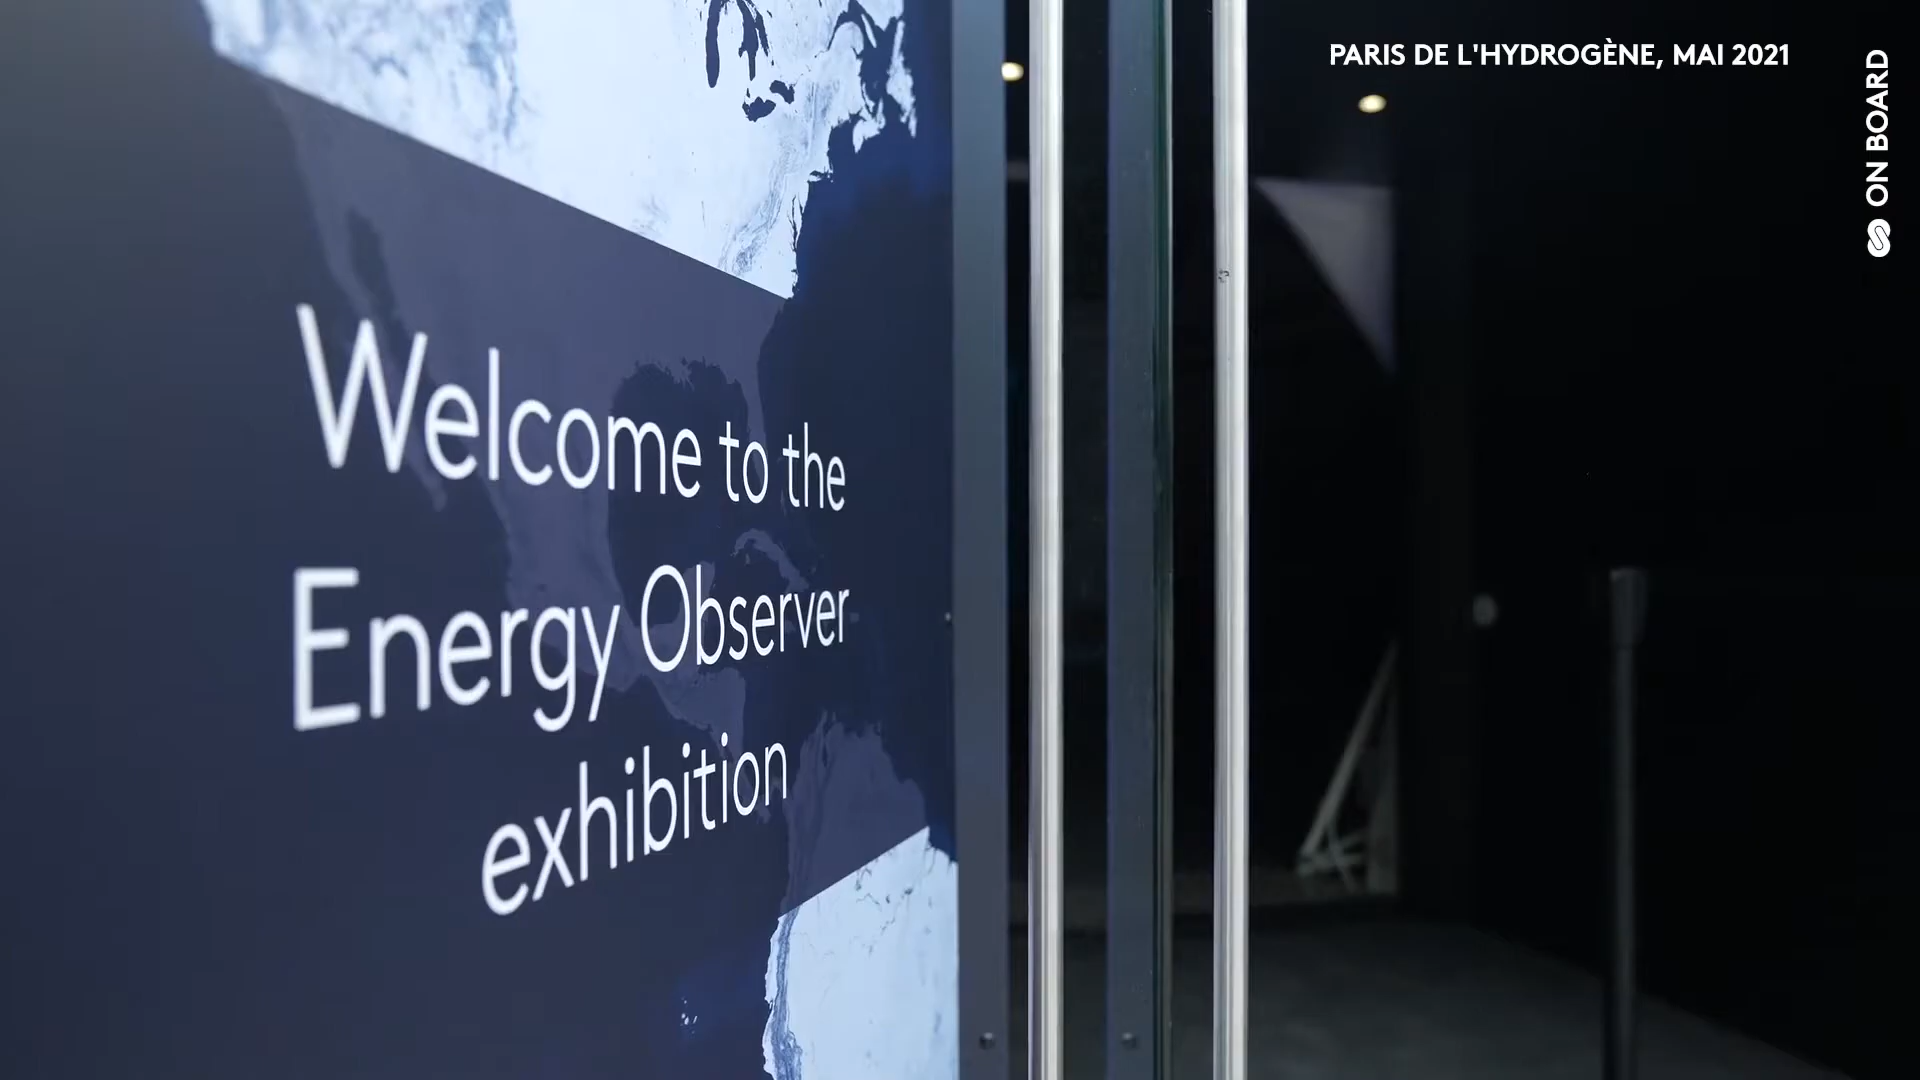 PARIS DE L'HYDROGÈNE, MAI 2021
ON BOARD
Welcome to the
Energy Observer
exhibition